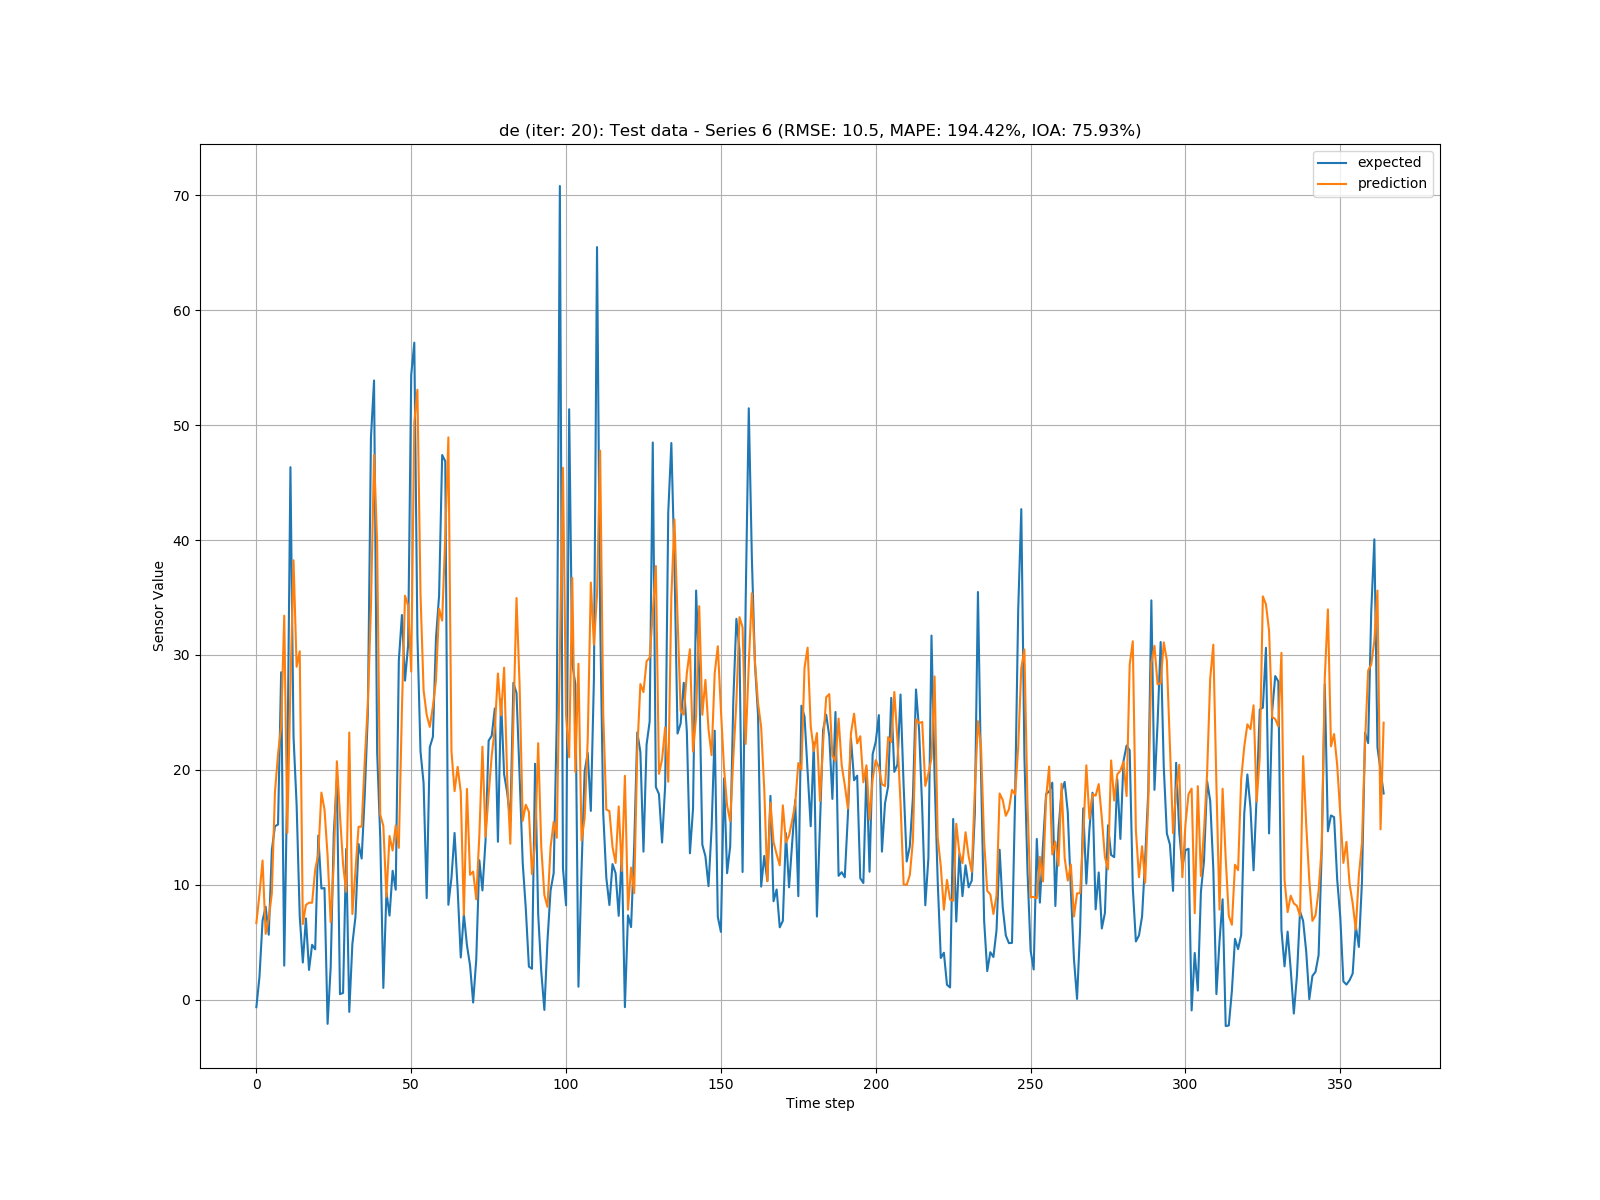 de (iter: 20): Test data - Series 6 (RMSE: 10.5, MAPE: 194.42%, IOA: 75.93%)
expected
prediction
70
60
50
40
30
20
10
0
Sensor Value
0 50 100 150 200 250 300 350
Time step